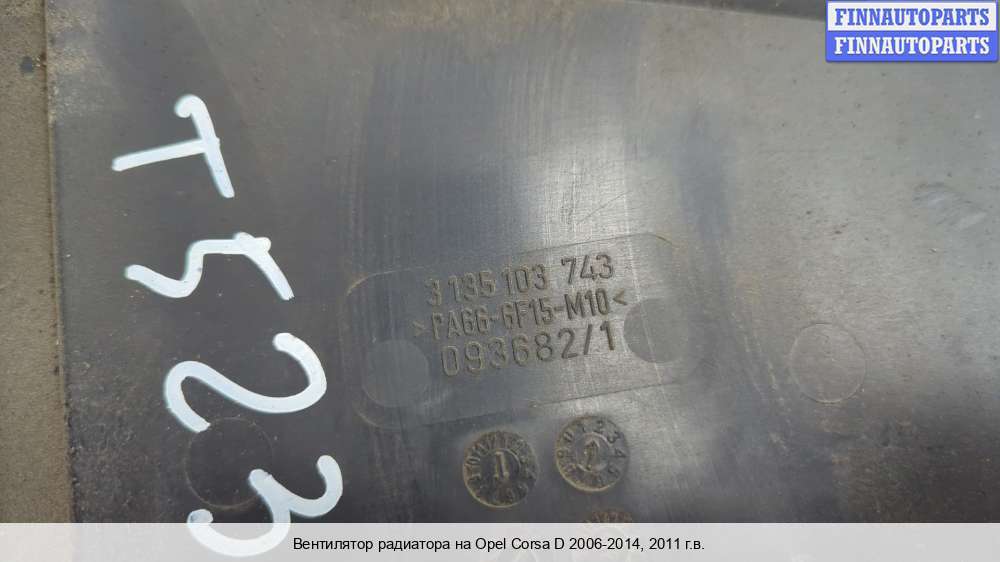 FINNAUTOPARTS
FINNAUTOPARTS
T523
3 135 103 743
>PA66-GF15-M10<
093682/1
Вентилятор радиатора на Opel Corsa D 2006-2014, 2011 г.в.